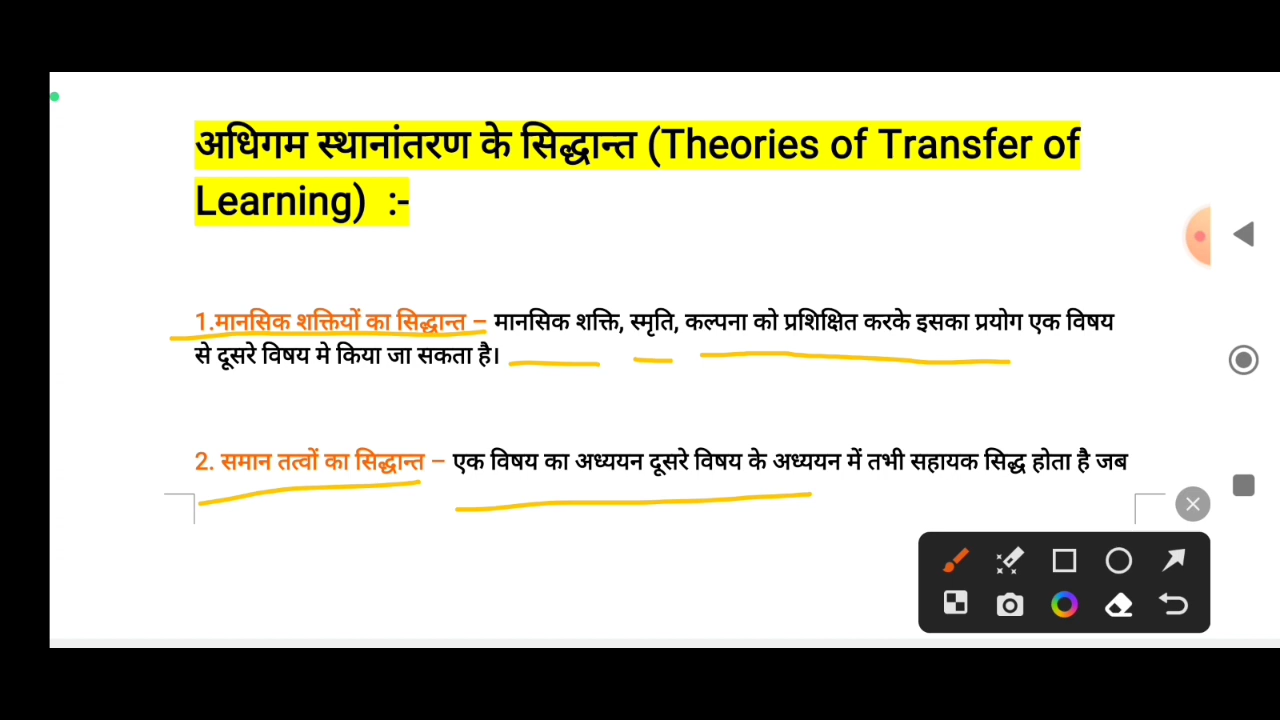 अधिगम स्थानांतरण के सिद्धान्त (Theories of Transfer of
Learning) :-
1.मानसिक शक्तियों का सिद्धान्त – मानसिक शक्ति, स्मृति, कल्पना को प्रशिक्षित करके इसका प्रयोग एक विषय
से दूसरे विषय मे किया जा सकता है।
2. समान तत्वों का सिद्धान्त – एक विषय का अध्ययन दूसरे विषय के अध्ययन में तभी सहायक सिद्ध होता है जब